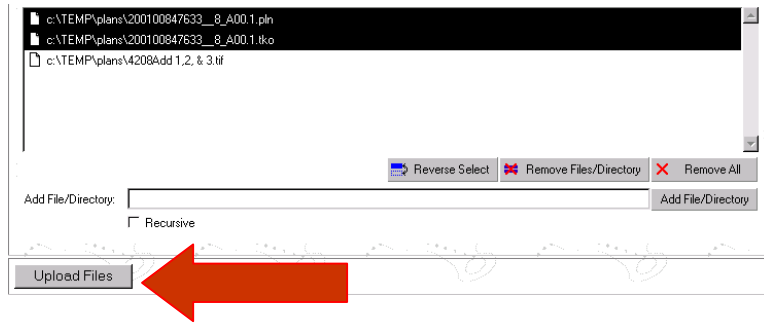 c:\TEMP\plans\200100847633__8_A00.1.pln
c:\TEMP\plans\200100847633__8_A00.1.tko
c:\TEMP\plans\4208Add 1,2, & 3.tif
Reverse Select Remove Files/Directory Remove All
Add File/Directory: Add File/Directory
Recursive
Upload Files